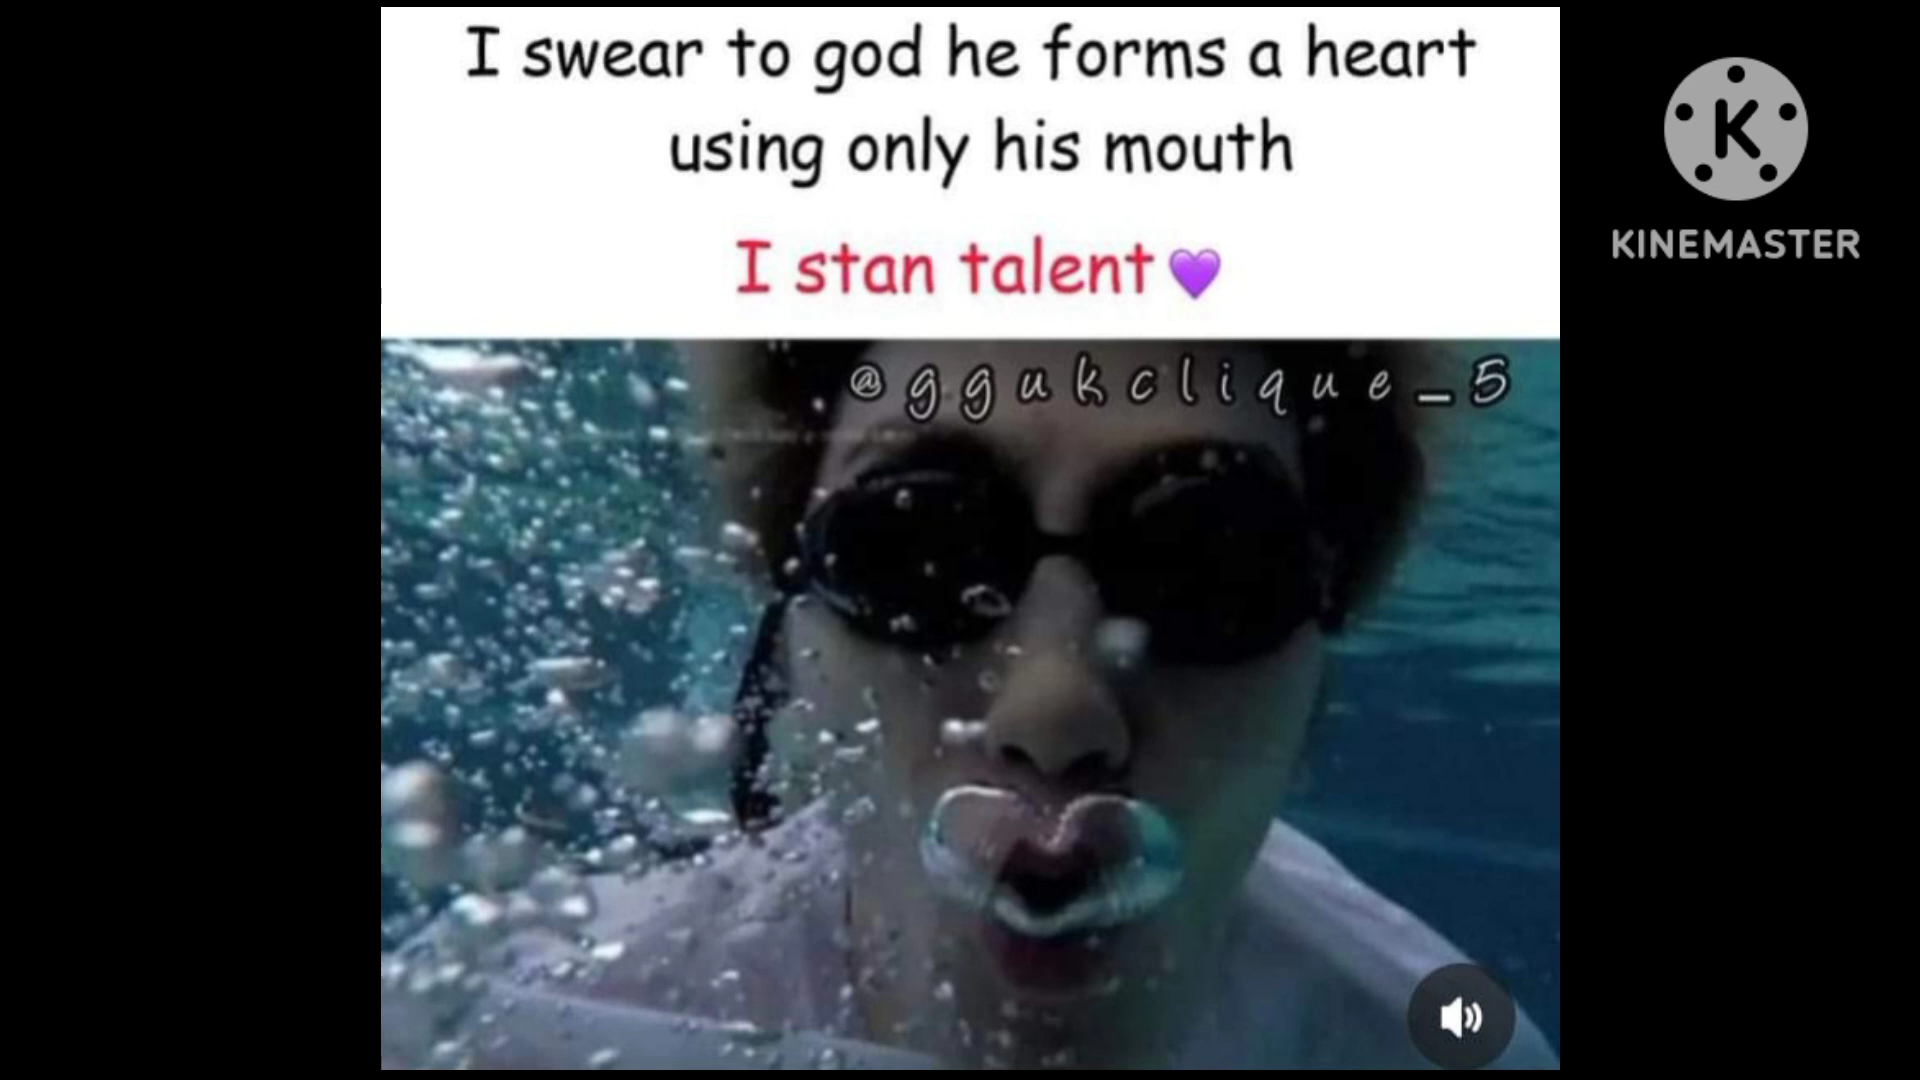 I swear to god he forms a heart
using only his mouth
I stan talent💜
@ggukclique_5
K
KINEMASTER